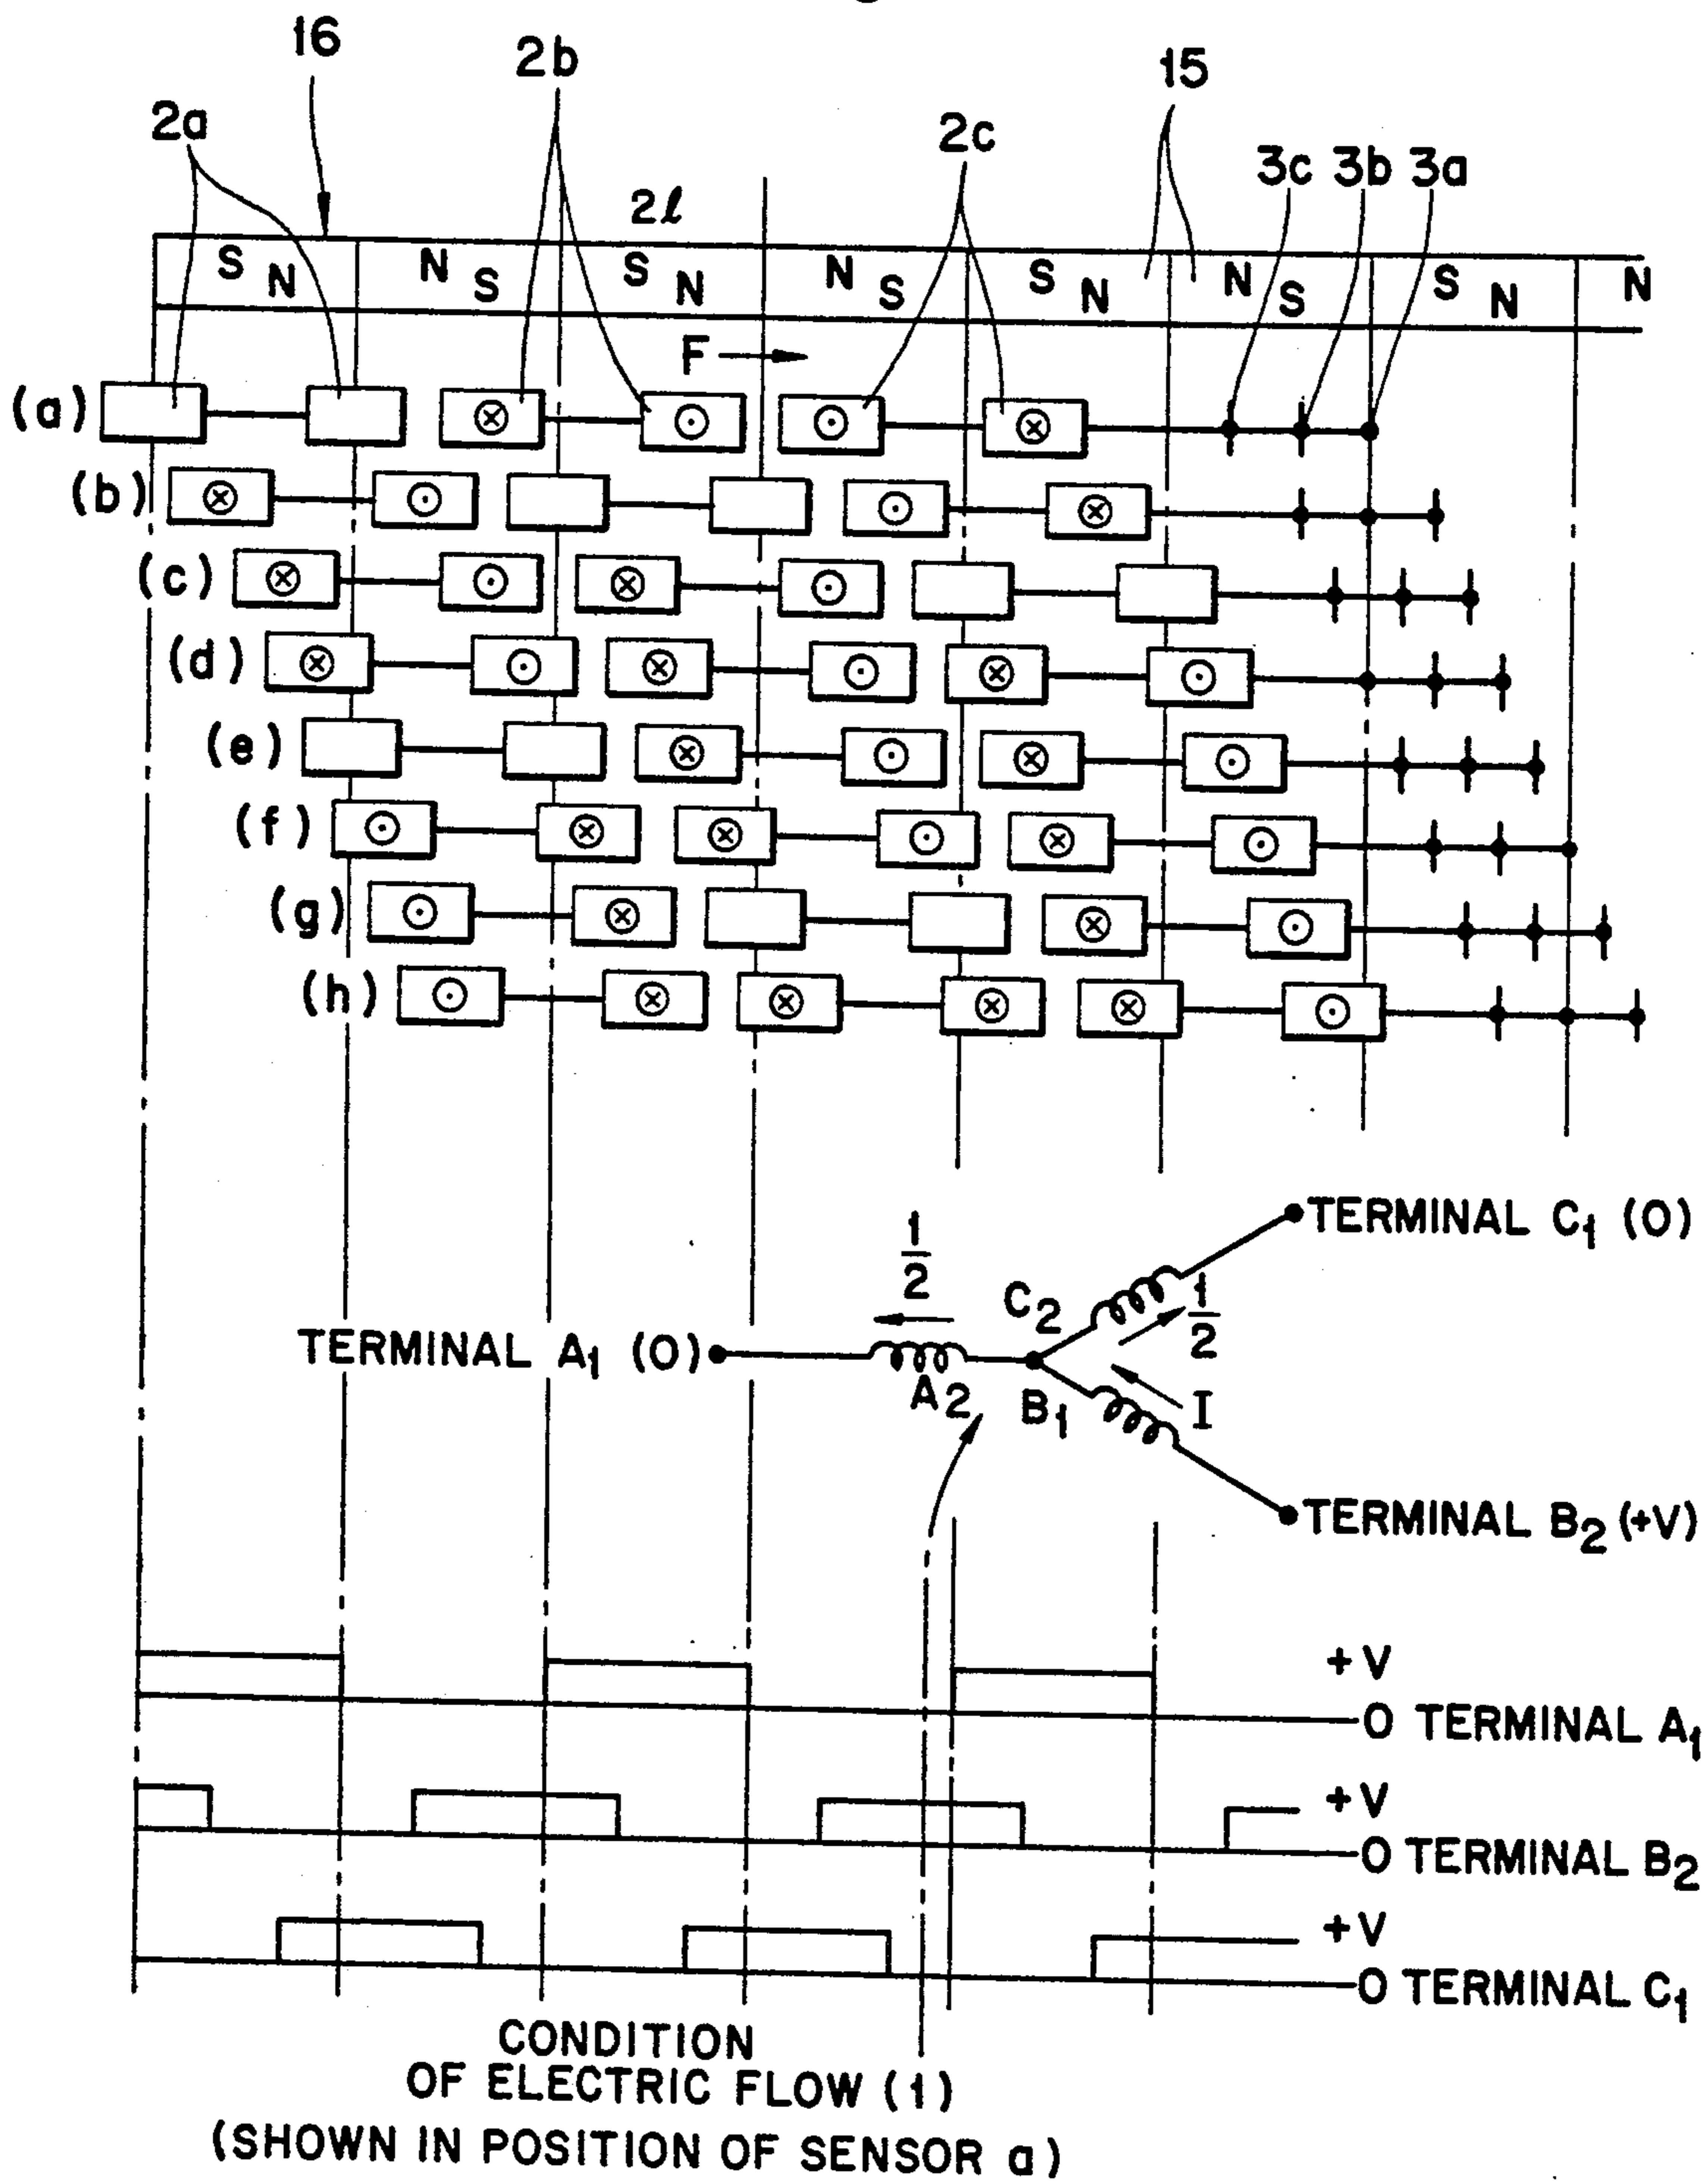 16
2b
15
2a
2c
3c 3b 3a
2ℓ
S N N S S N N S S N N S S N N
F
(a) ⊗ ⊙ ⊙ ⊗
(b) ⊗ ⊙ ⊙ ⊗
(c) ⊗ ⊙ ⊗ ⊙
(d) ⊗ ⊙ ⊗ ⊙ ⊗ ⊙
(e) ⊗ ⊙ ⊗ ⊙
(f) ⊙ ⊗ ⊗ ⊙ ⊗ ⊙
(g) ⊙ ⊗ ⊗ ⊙
(h) ⊙ ⊗ ⊗ ⊗ ⊗ ⊙
TERMINAL C1 (0)
1/2
C2
1/2
TERMINAL A1 (0)
A2
B1
I
TERMINAL B2 (+V)
+V
0 TERMINAL A1
+V
0 TERMINAL B2
+V
0 TERMINAL C1
CONDITION
OF ELECTRIC FLOW (1)
(SHOWN IN POSITION OF SENSOR a)